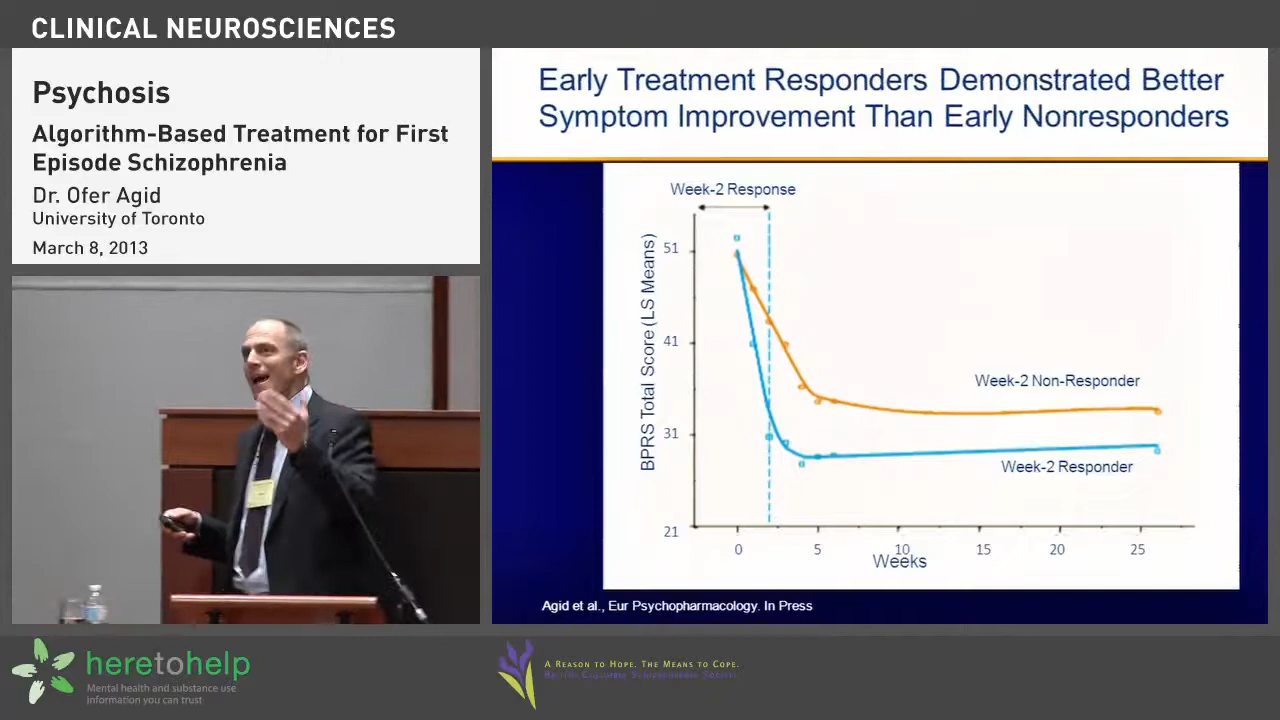 CLINICAL NEUROSCIENCES
Psychosis
Algorithm-Based Treatment for First
Episode Schizophrenia
Dr. Ofer Agid
University of Toronto
March 8, 2013
Early Treatment Responders Demonstrated Better
Symptom Improvement Than Early Nonresponders
Week-2 Response
BPRS Total Score (LS Means)
51
41
31
21
Week-2 Non-Responder
Week-2 Responder
0 5 10 15 20 25
Weeks
Agid et al., Eur Psychopharmacology. In Press
heretohelp
Mental health and substance use
information you can trust
A REASON TO HOPE. THE MEANS TO COPE.
BRITISH COLUMBIA SCHIZOPHRENIA SOCIETY